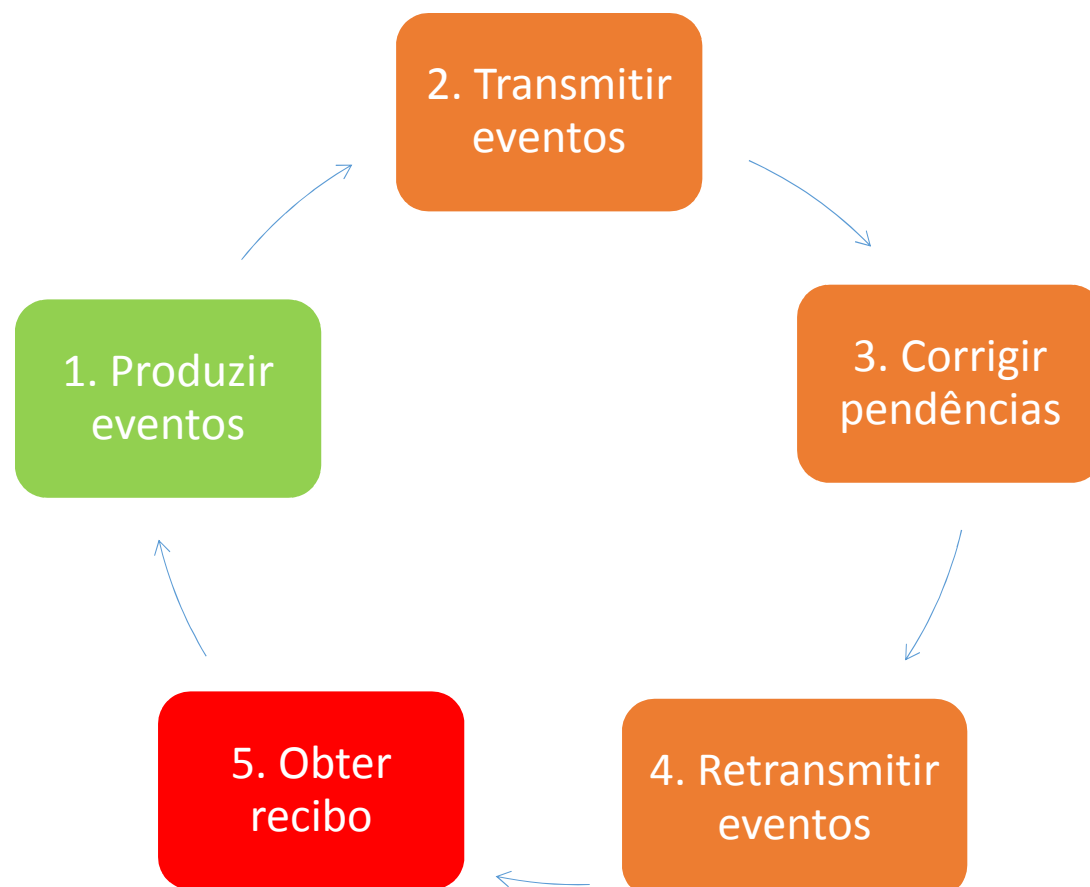 2. Transmitir
eventos
1. Produzir
eventos
3. Corrigir
pendências
5. Obter
recibo
4. Retransmitir
eventos